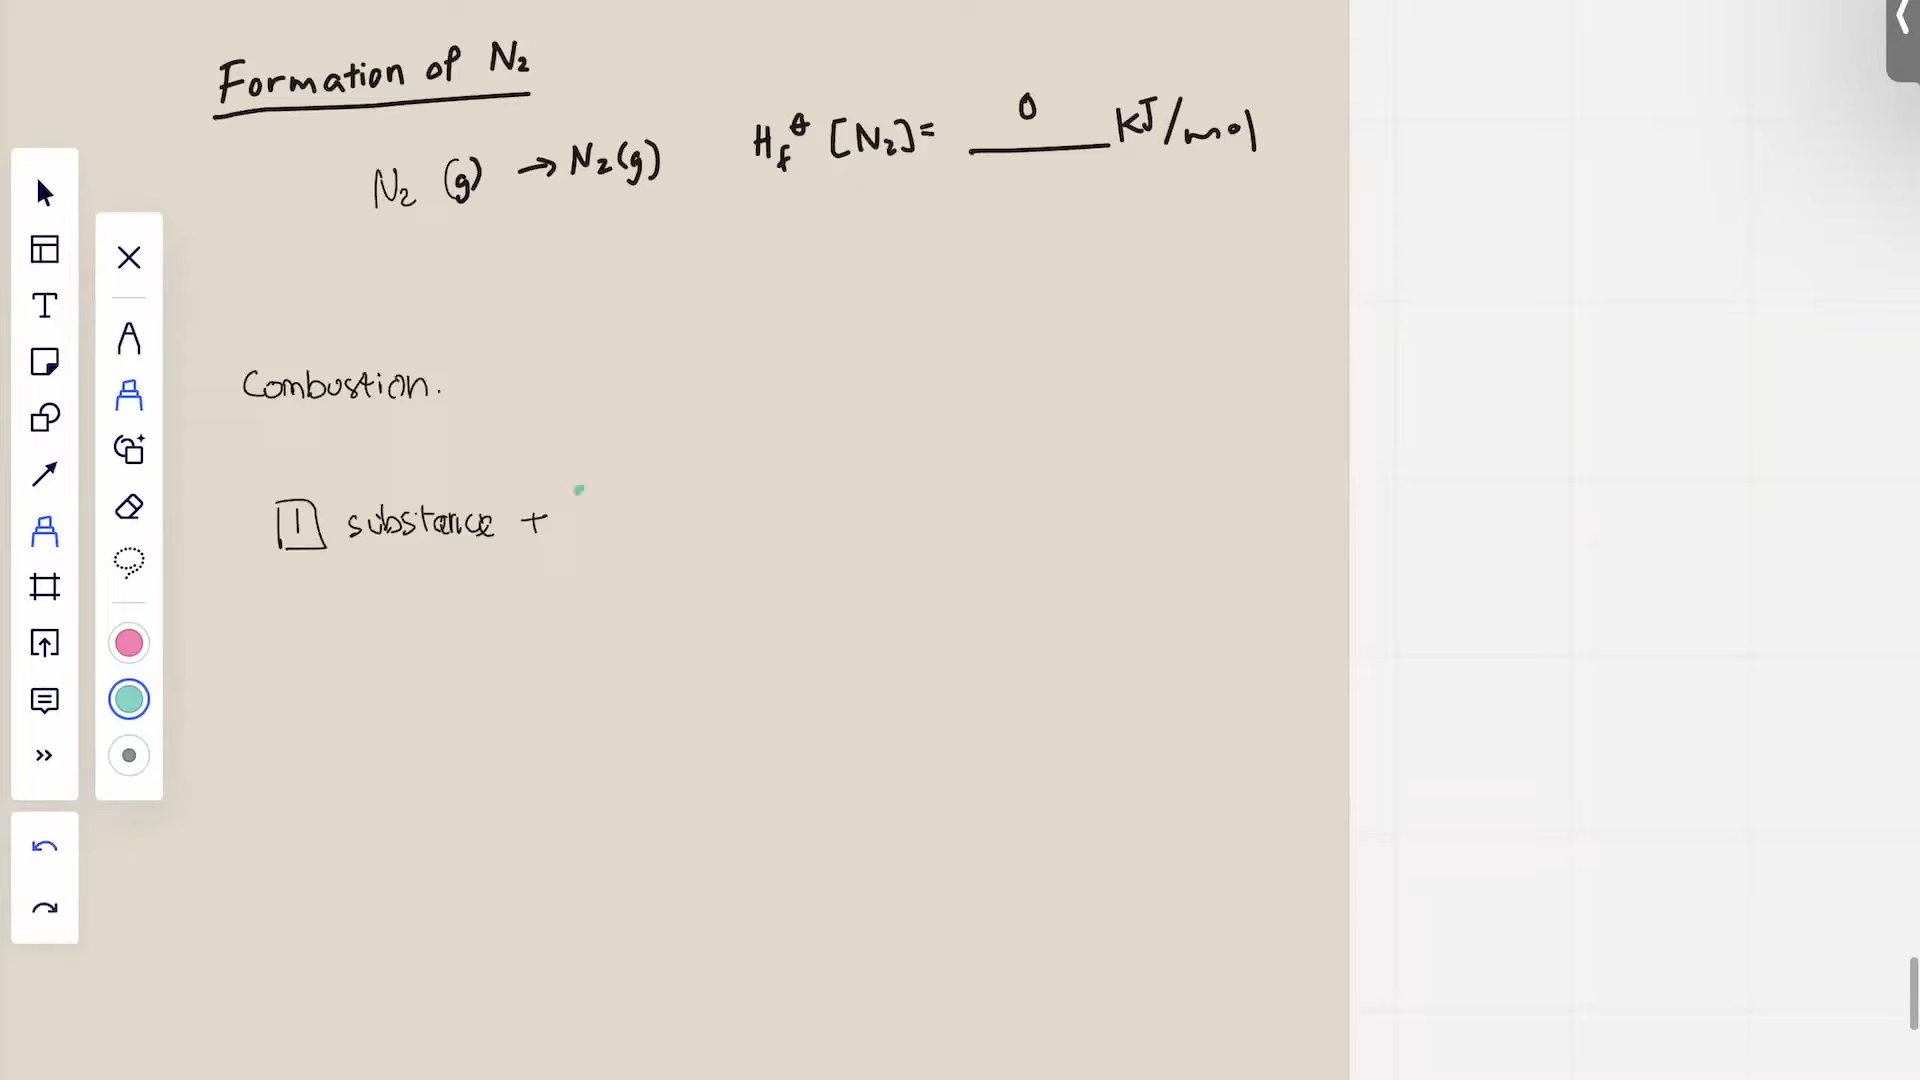 Formation of N₂
N₂ (g) → N₂(g)
H_f^θ [N₂] = 0 kJ/mol
Combustion.
1 substance +